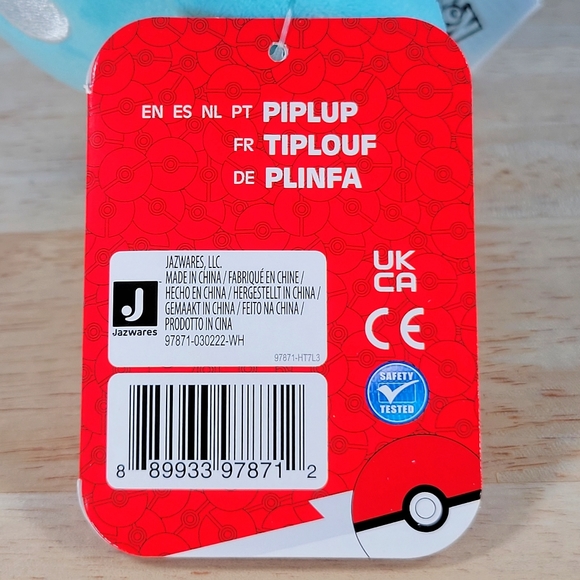 EN ES NL PT PIPLUP
FR TIPLOUF
DE PLINFA
JAZWARES, LLC.
MADE IN CHINA / FABRIQUÉ EN CHINE /
HECHO EN CHINA / HERGESTELLT IN CHINA /
GEMAAKT IN CHINA / FEITO NA CHINA /
PRODOTTO IN CINA
97871-030222-WH
J
Jazwares
97871-HT7L3
UK
CA
CE
SAFETY
TESTED
8 89933 97871 2